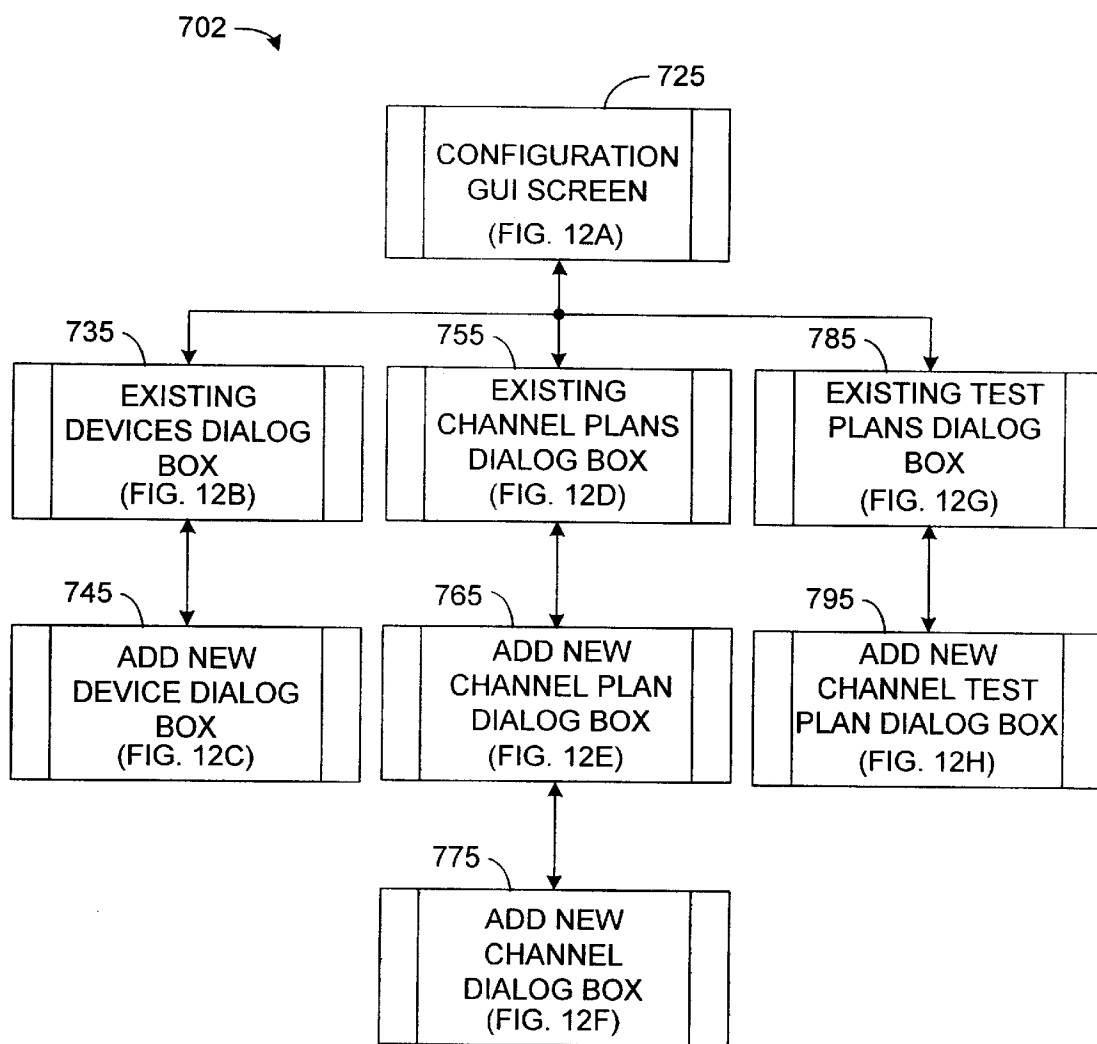 702
725
CONFIGURATION
GUI SCREEN
(FIG. 12A)
735
EXISTING
DEVICES DIALOG
BOX
(FIG. 12B)
755
EXISTING
CHANNEL PLANS
DIALOG BOX
(FIG. 12D)
785
EXISTING TEST
PLANS DIALOG
BOX
(FIG. 12G)
745
ADD NEW
DEVICE DIALOG
BOX
(FIG. 12C)
765
ADD NEW
CHANNEL PLAN
DIALOG BOX
(FIG. 12E)
795
ADD NEW
CHANNEL TEST
PLAN DIALOG BOX
(FIG. 12H)
775
ADD NEW
CHANNEL
DIALOG BOX
(FIG. 12F)